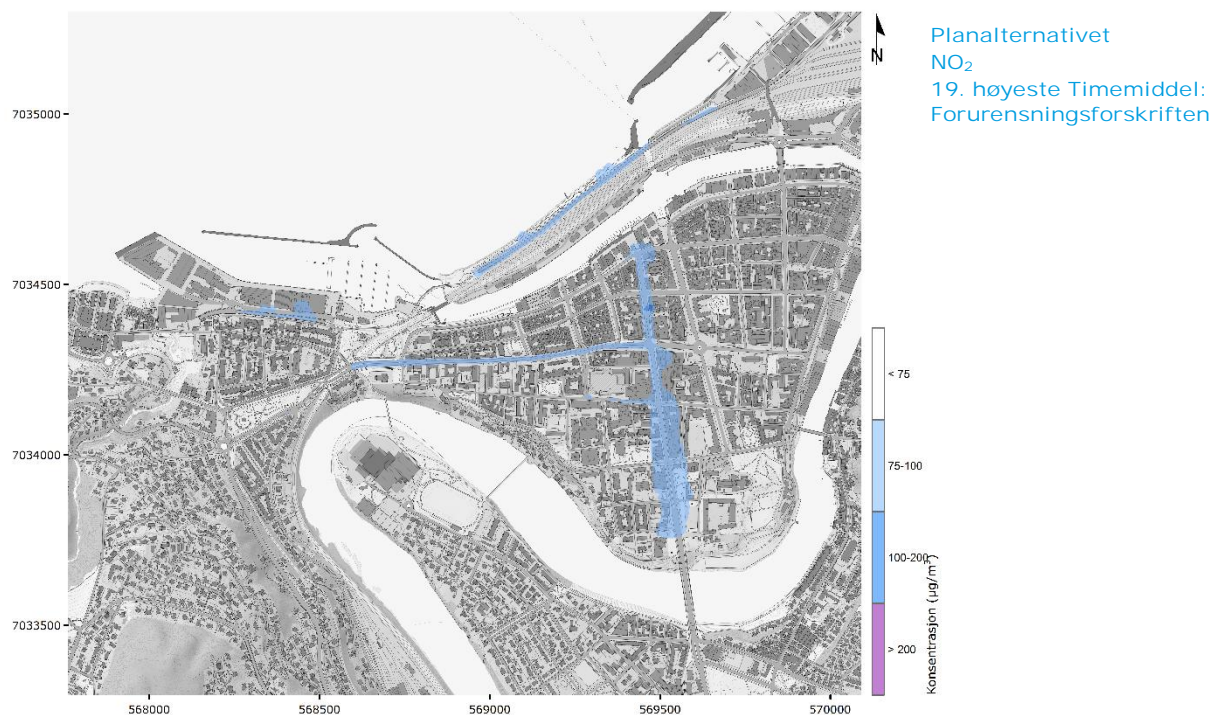 Planalternativet
NO₂
19. høyeste Timemiddel:
Forurensningsforskriften
N
7035000
7034500
7034000
7033500
568000
568500
569000
569500
570000
< 75
75-100
100-200
> 200
Konsentrasjon (µg/m³)